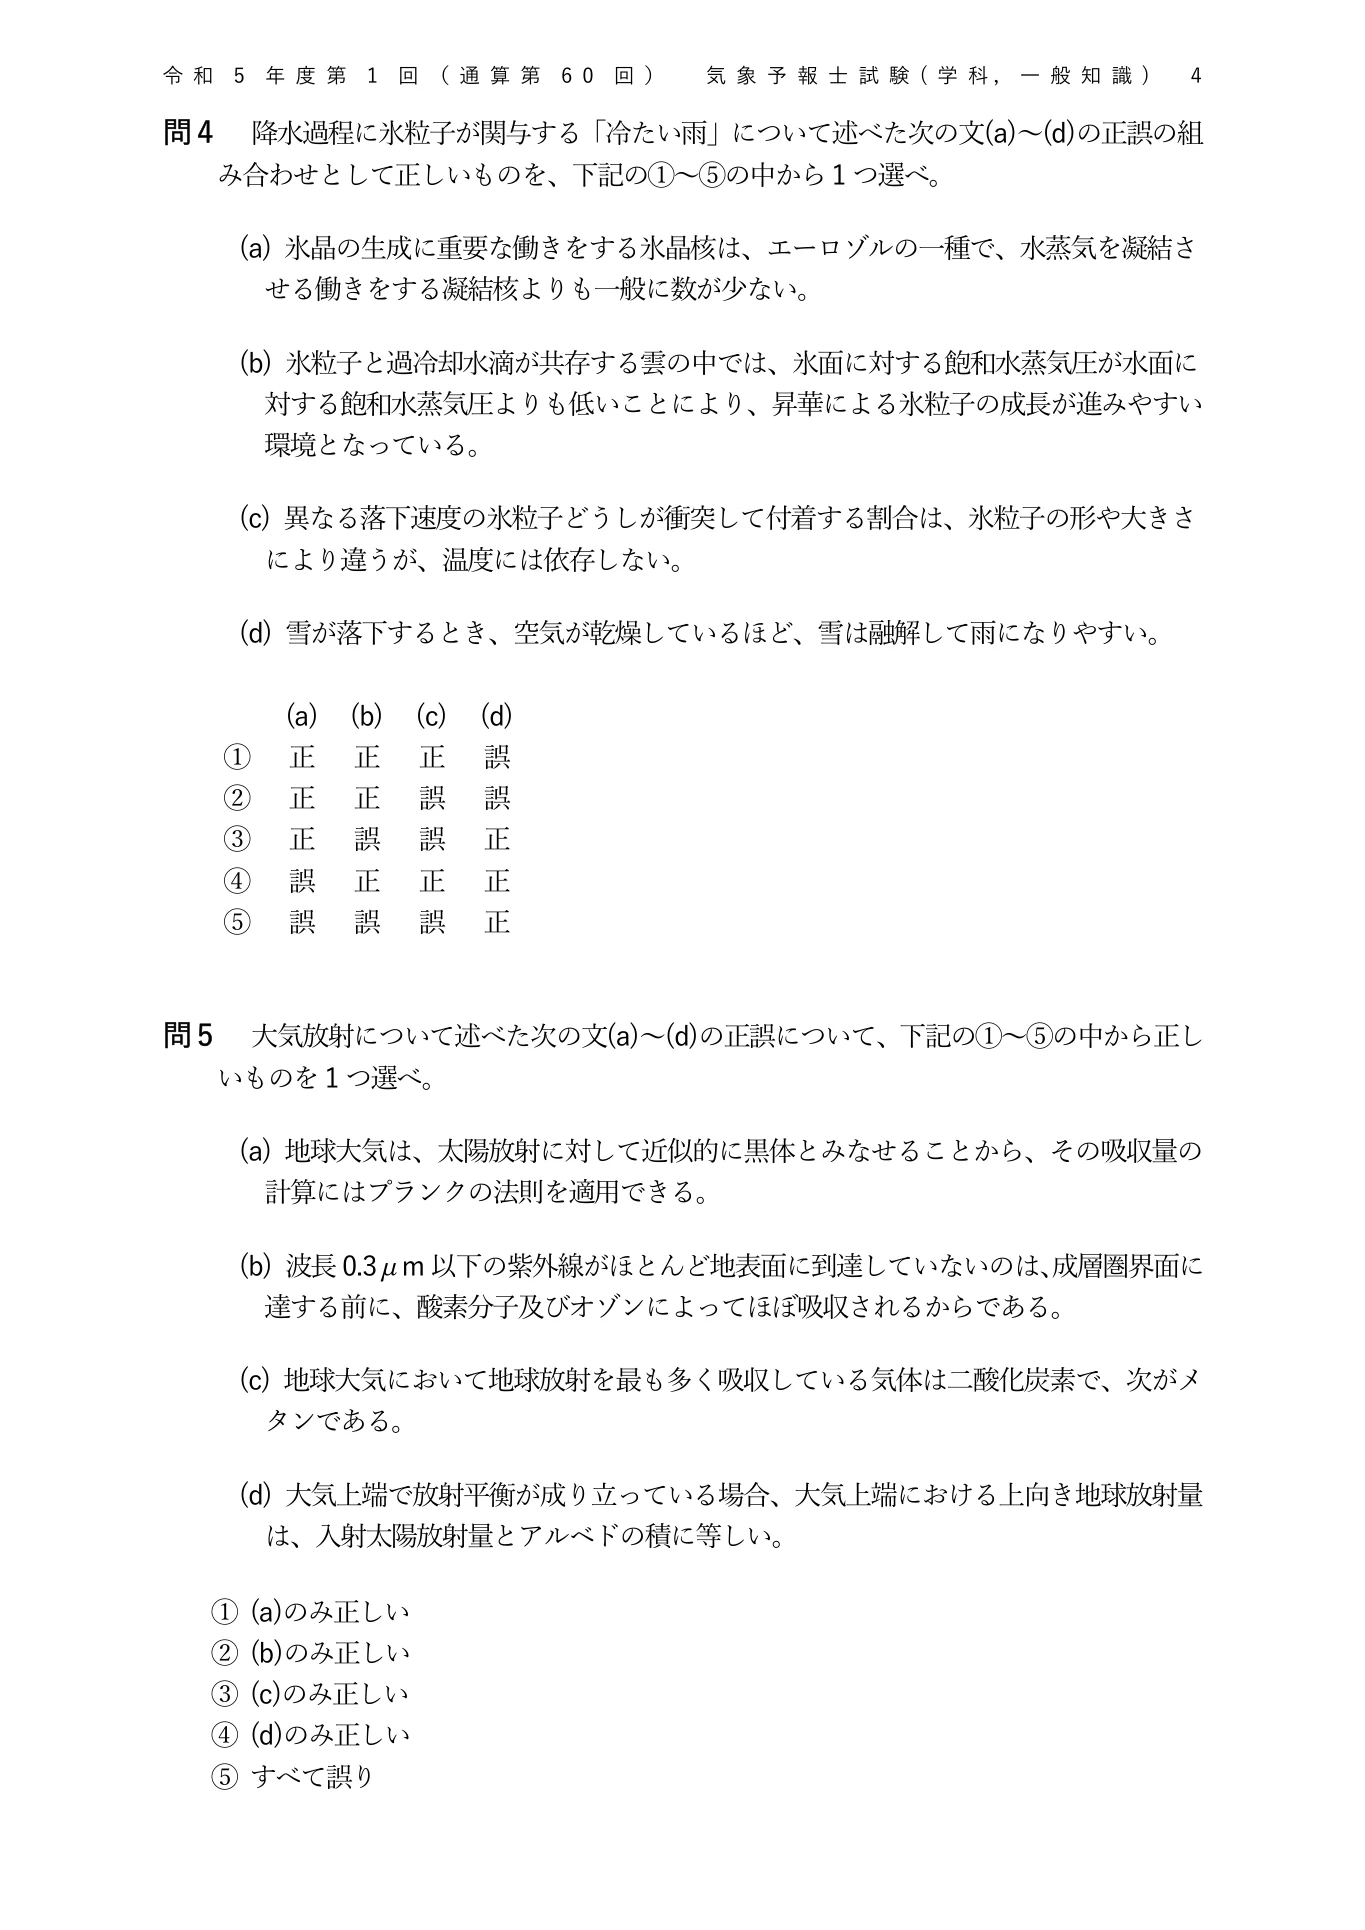 令和 5 年度第 1 回（通算第 60 回） 気象予報士試験（学科，一般知識） 4
問4 降水過程に氷粒子が関与する「冷たい雨」について述べた次の文(a)～(d)の正誤の組
み合わせとして正しいものを、下記の①～⑤の中から1つ選べ。
(a) 氷晶の生成に重要な働きをする氷晶核は、エーロゾルの一種で、水蒸気を凝結さ
せる働きをする凝結核よりも一般に数が少ない。
(b) 氷粒子と過冷却水滴が共存する雲の中では、氷面に対する飽和水蒸気圧が水面に
対する飽和水蒸気圧よりも低いことにより、昇華による氷粒子の成長が進みやすい
環境となっている。
(c) 異なる落下速度の氷粒子どうしが衝突して付着する割合は、氷粒子の形や大きさ
により違うが、温度には依存しない。
(d) 雪が落下するとき、空気が乾燥しているほど、雪は融解して雨になりやすい。
(a) (b) (c) (d)
① 正 正 正 誤
② 正 正 誤 誤
③ 正 誤 誤 正
④ 誤 正 正 正
⑤ 誤 誤 誤 正
問5 大気放射について述べた次の文(a)～(d)の正誤について、下記の①～⑤の中から正し
いものを1つ選べ。
(a) 地球大気は、太陽放射に対して近似的に黒体とみなせることから、その吸収量の
計算にはプランクの法則を適用できる。
(b) 波長 0.3μm 以下の紫外線がほとんど地表面に到達していないのは、成層圏界面に
達する前に、酸素分子及びオゾンによってほぼ吸収されるからである。
(c) 地球大気において地球放射を最も多く吸収している気体は二酸化炭素で、次がメ
タンである。
(d) 大気上端で放射平衡が成り立っている場合、大気上端における上向き地球放射量
は、入射太陽放射量とアルベドの積に等しい。
① (a)のみ正しい
② (b)のみ正しい
③ (c)のみ正しい
④ (d)のみ正しい
⑤ すべて誤り